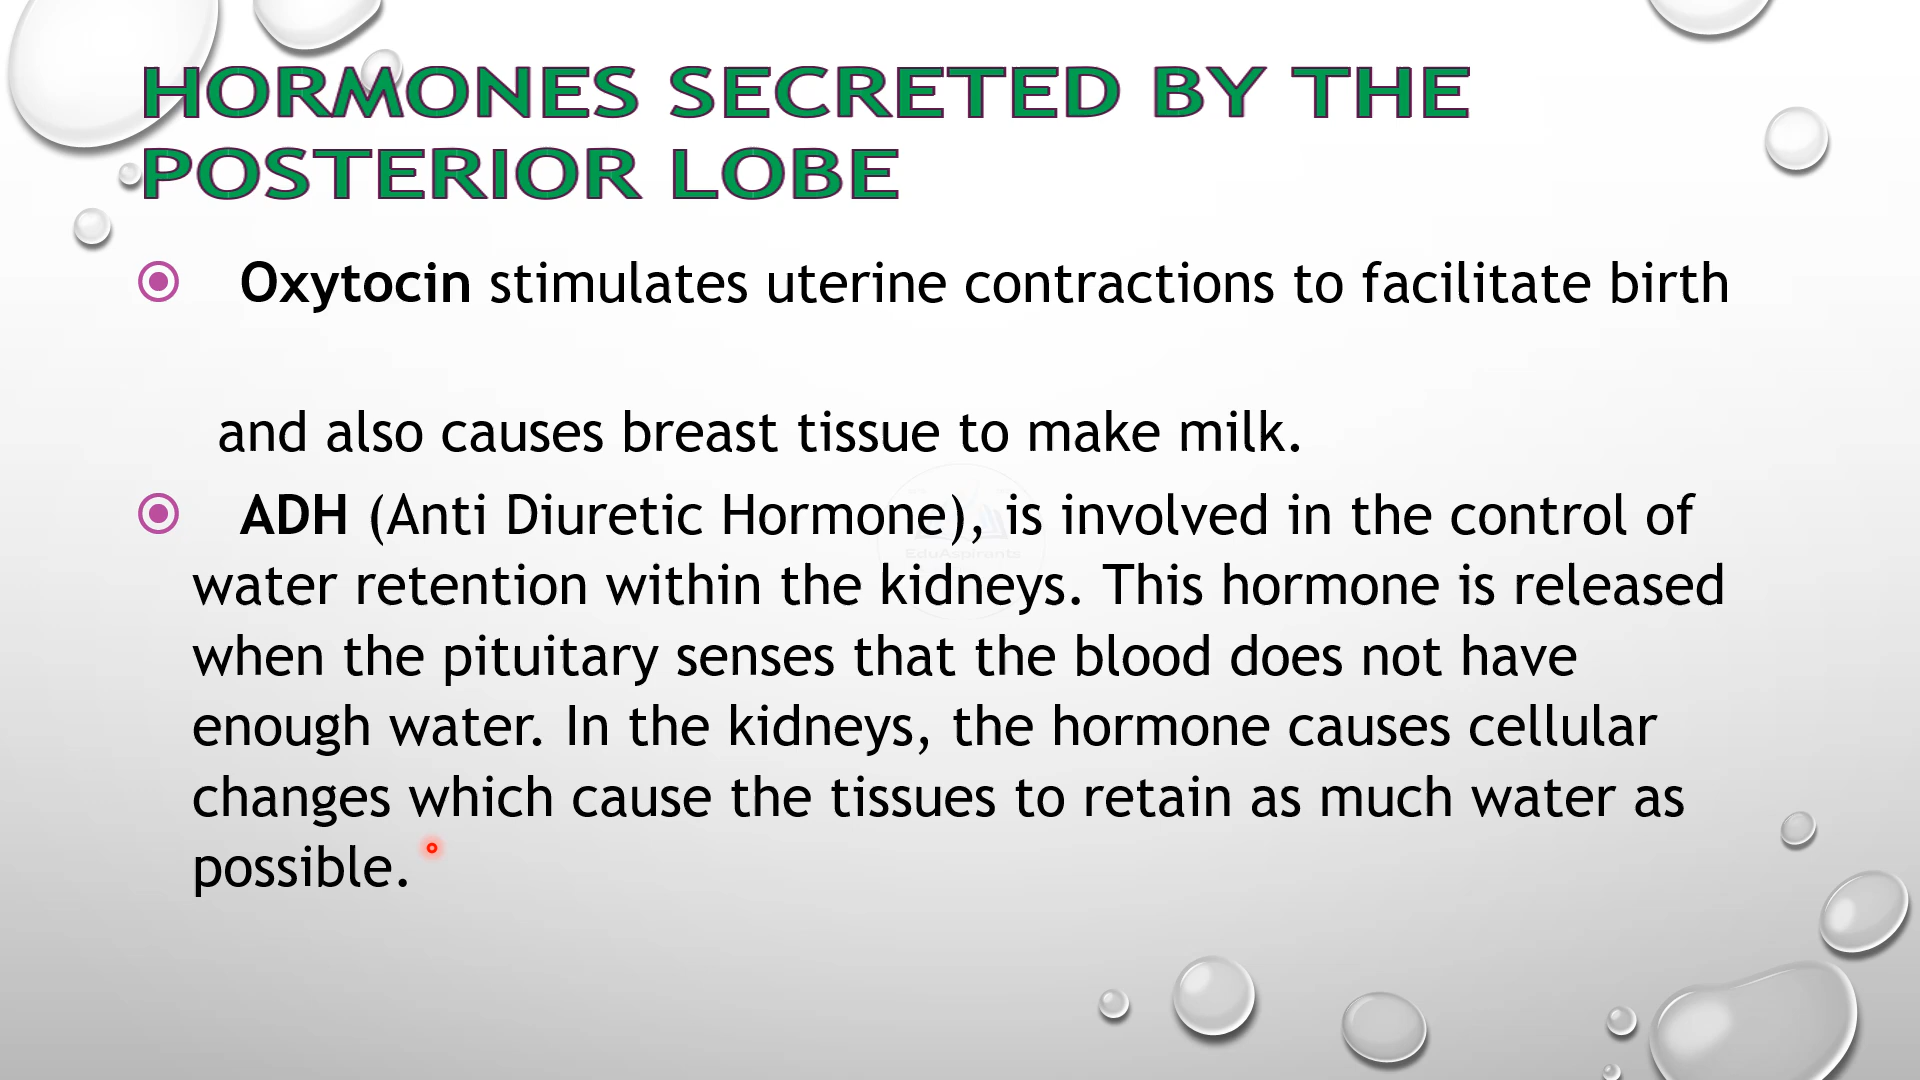 HORMONES SECRETED BY THE
POSTERIOR LOBE
Oxytocin stimulates uterine contractions to facilitate birth
and also causes breast tissue to make milk.
ADH (Anti Diuretic Hormone), is involved in the control of
water retention within the kidneys. This hormone is released
when the pituitary senses that the blood does not have
enough water. In the kidneys, the hormone causes cellular
changes which cause the tissues to retain as much water as
possible.
EduAspirants